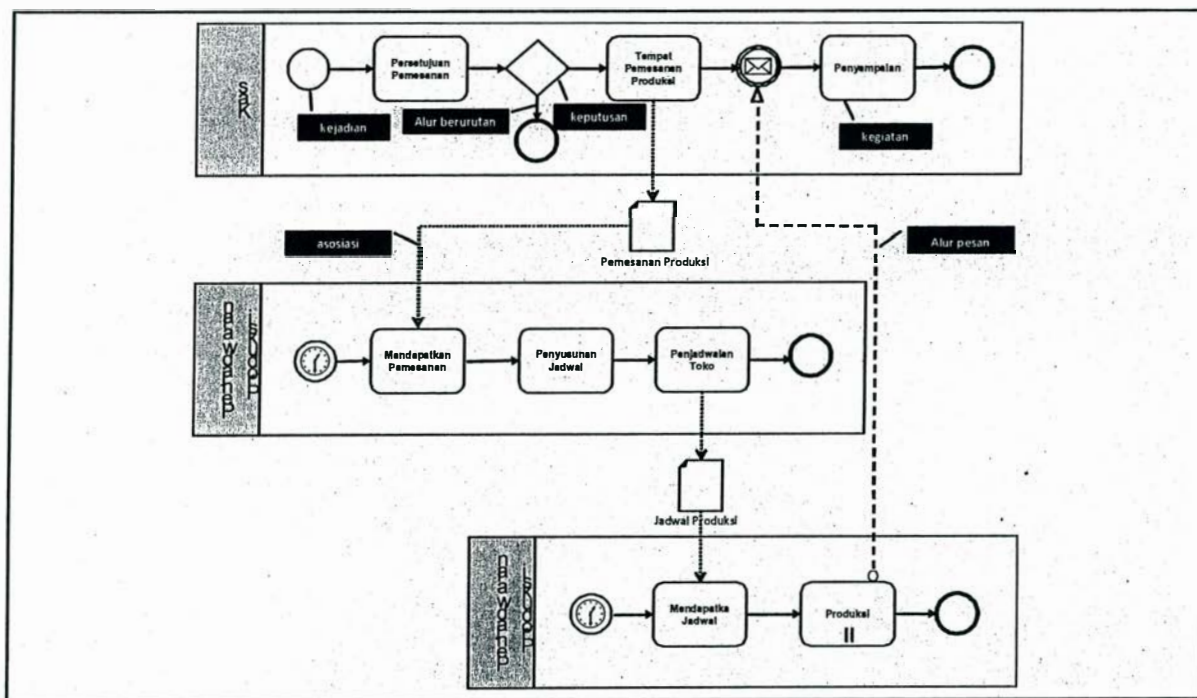 Persetujuan
Pemesanan
Tempat
Pemesanan
Produksi
Penyampaian
kejadian
Alur berurutan
keputusan
kegiatan
asosiasi
Pemesanan Produksi
Alur pesan
Mendapatkan
Pemesanan
Penyusunan
Jadwal
Penjadwalan
Toko
Jadwal Produksi
Mendapatka
Jadwal
Produksi